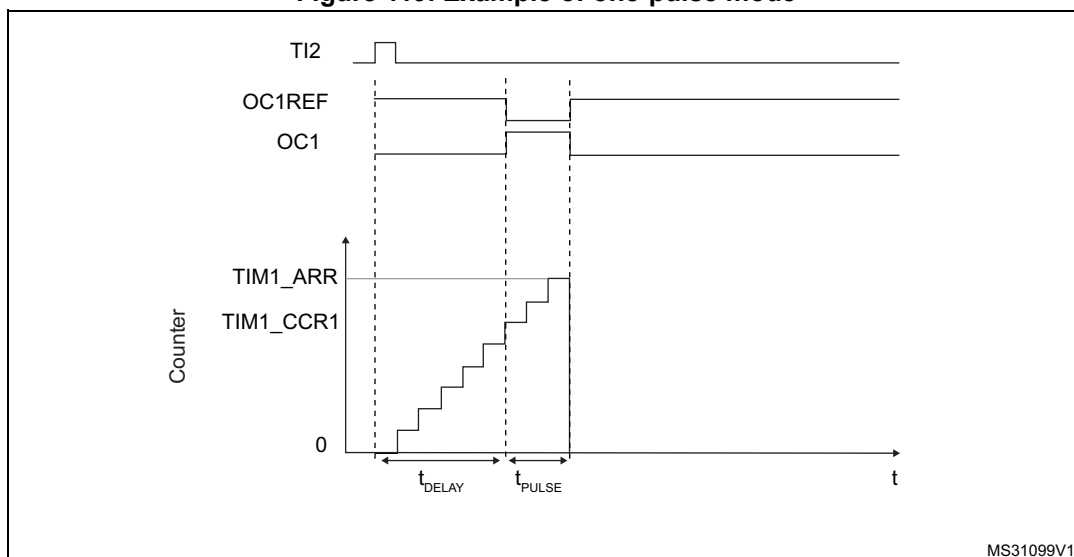 TI2
OC1REF
OC1
TIM1_ARR
TIM1_CCR1
Counter
0
tDELAY
tPULSE
t
MS31099V1